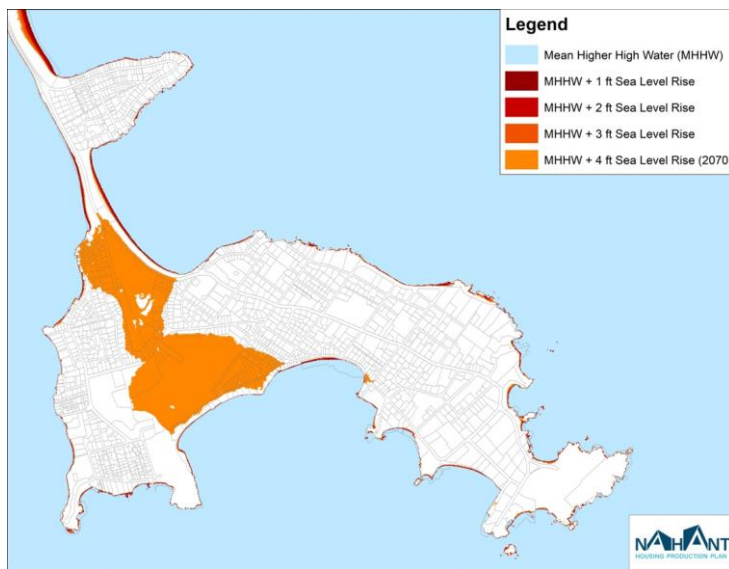 Legend
Mean Higher High Water (MHHW)
MHHW + 1 ft Sea Level Rise
MHHW + 2 ft Sea Level Rise
MHHW + 3 ft Sea Level Rise
MHHW + 4 ft Sea Level Rise (2070
NAHANT
HOUSING PRODUCTION PLAN